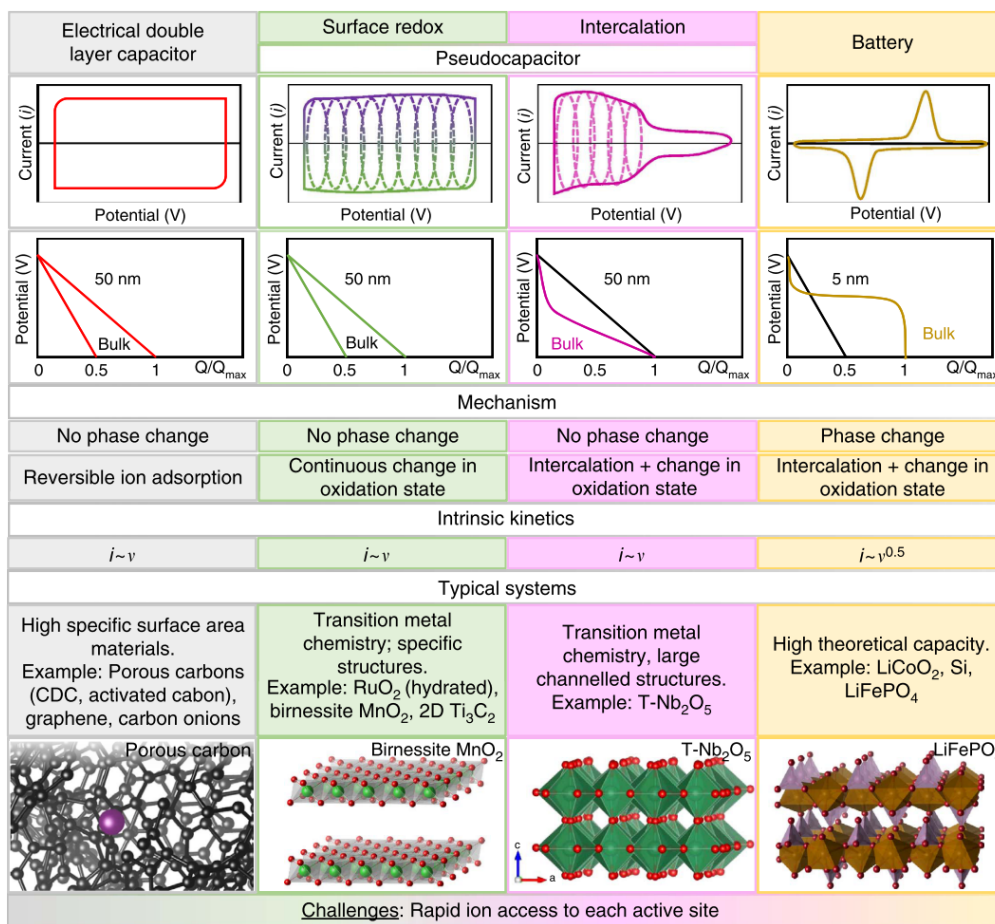 Electrical double
layer capacitor
Surface redox
Intercalation
Pseudocapacitor
Battery
Current (i)
Potential (V)
Current (i)
Potential (V)
Current (i)
Potential (V)
Current (i)
Potential (V)
Potential (V)
50 nm
Bulk
0 0.5 1 Q/Qmax
Potential (V)
50 nm
Bulk
0 0.5 1 Q/Qmax
Potential (V)
50 nm
Bulk
0 0.5 1 Q/Qmax
Potential (V)
5 nm
Bulk
0 0.5 1 Q/Qmax
Mechanism
No phase change
No phase change
No phase change
Phase change
Reversible ion adsorption
Continuous change in
oxidation state
Intercalation + change in
oxidation state
Intercalation + change in
oxidation state
Intrinsic kinetics
i~v
i~v
i~v
i~v0.5
Typical systems
High specific surface area
materials.
Example: Porous carbons
(CDC, activated cabon),
graphene, carbon onions
Transition metal
chemistry; specific
structures.
Example: RuO2 (hydrated),
birnessite MnO2, 2D Ti3C2
Transition metal
chemistry, large
channelled structures.
Example: T-Nb2O5
High theoretical capacity.
Example: LiCoO2, Si,
LiFePO4
Porous carbon
Birnessite MnO2
T-Nb2O5
c
a
LiFePO
Challenges: Rapid ion access to each active site